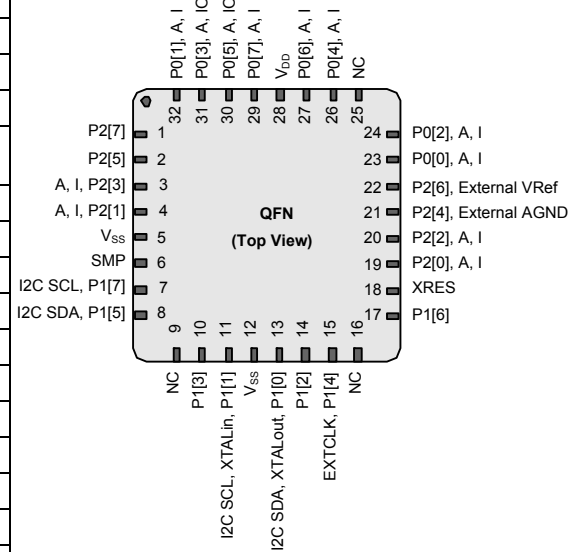 P0[1], A, I
P0[3], A, IO
P0[5], A, IO
P0[7], A, I
VDD
P0[6], A, I
P0[4], A, I
NC
32
31
30
29
28
27
26
25
P2[7] 1
P2[5] 2
A, I, P2[3] 3
A, I, P2[1] 4
VSS 5
SMP 6
I2C SCL, P1[7] 7
I2C SDA, P1[5] 8
QFN
(Top View)
24 P0[2], A, I
23 P0[0], A, I
22 P2[6], External VRef
21 P2[4], External AGND
20 P2[2], A, I
19 P2[0], A, I
18 XRES
17 P1[6]
9
10
11
12
13
14
15
16
NC
P1[3]
I2C SCL, XTALin, P1[1]
VSS
I2C SDA, XTALout, P1[0]
P1[2]
EXTCLK, P1[4]
NC